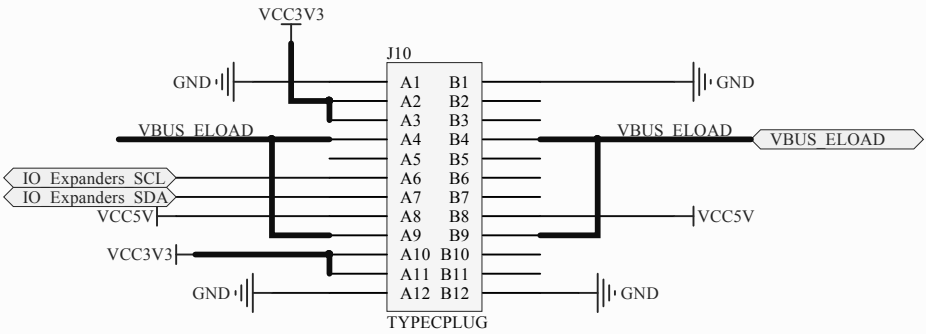 VCC3V3
J10
GND A1 B1 GND
A2 B2
A3 B3
VBUS_ELOAD A4 B4 VBUS_ELOAD VBUS_ELOAD
A5 B5
IO_Expanders_SCL A6 B6
IO_Expanders_SDA A7 B7
VCC5V A8 B8 VCC5V
A9 B9
VCC3V3 A10 B10
A11 B11
GND A12 B12 GND
TYPECPLUG